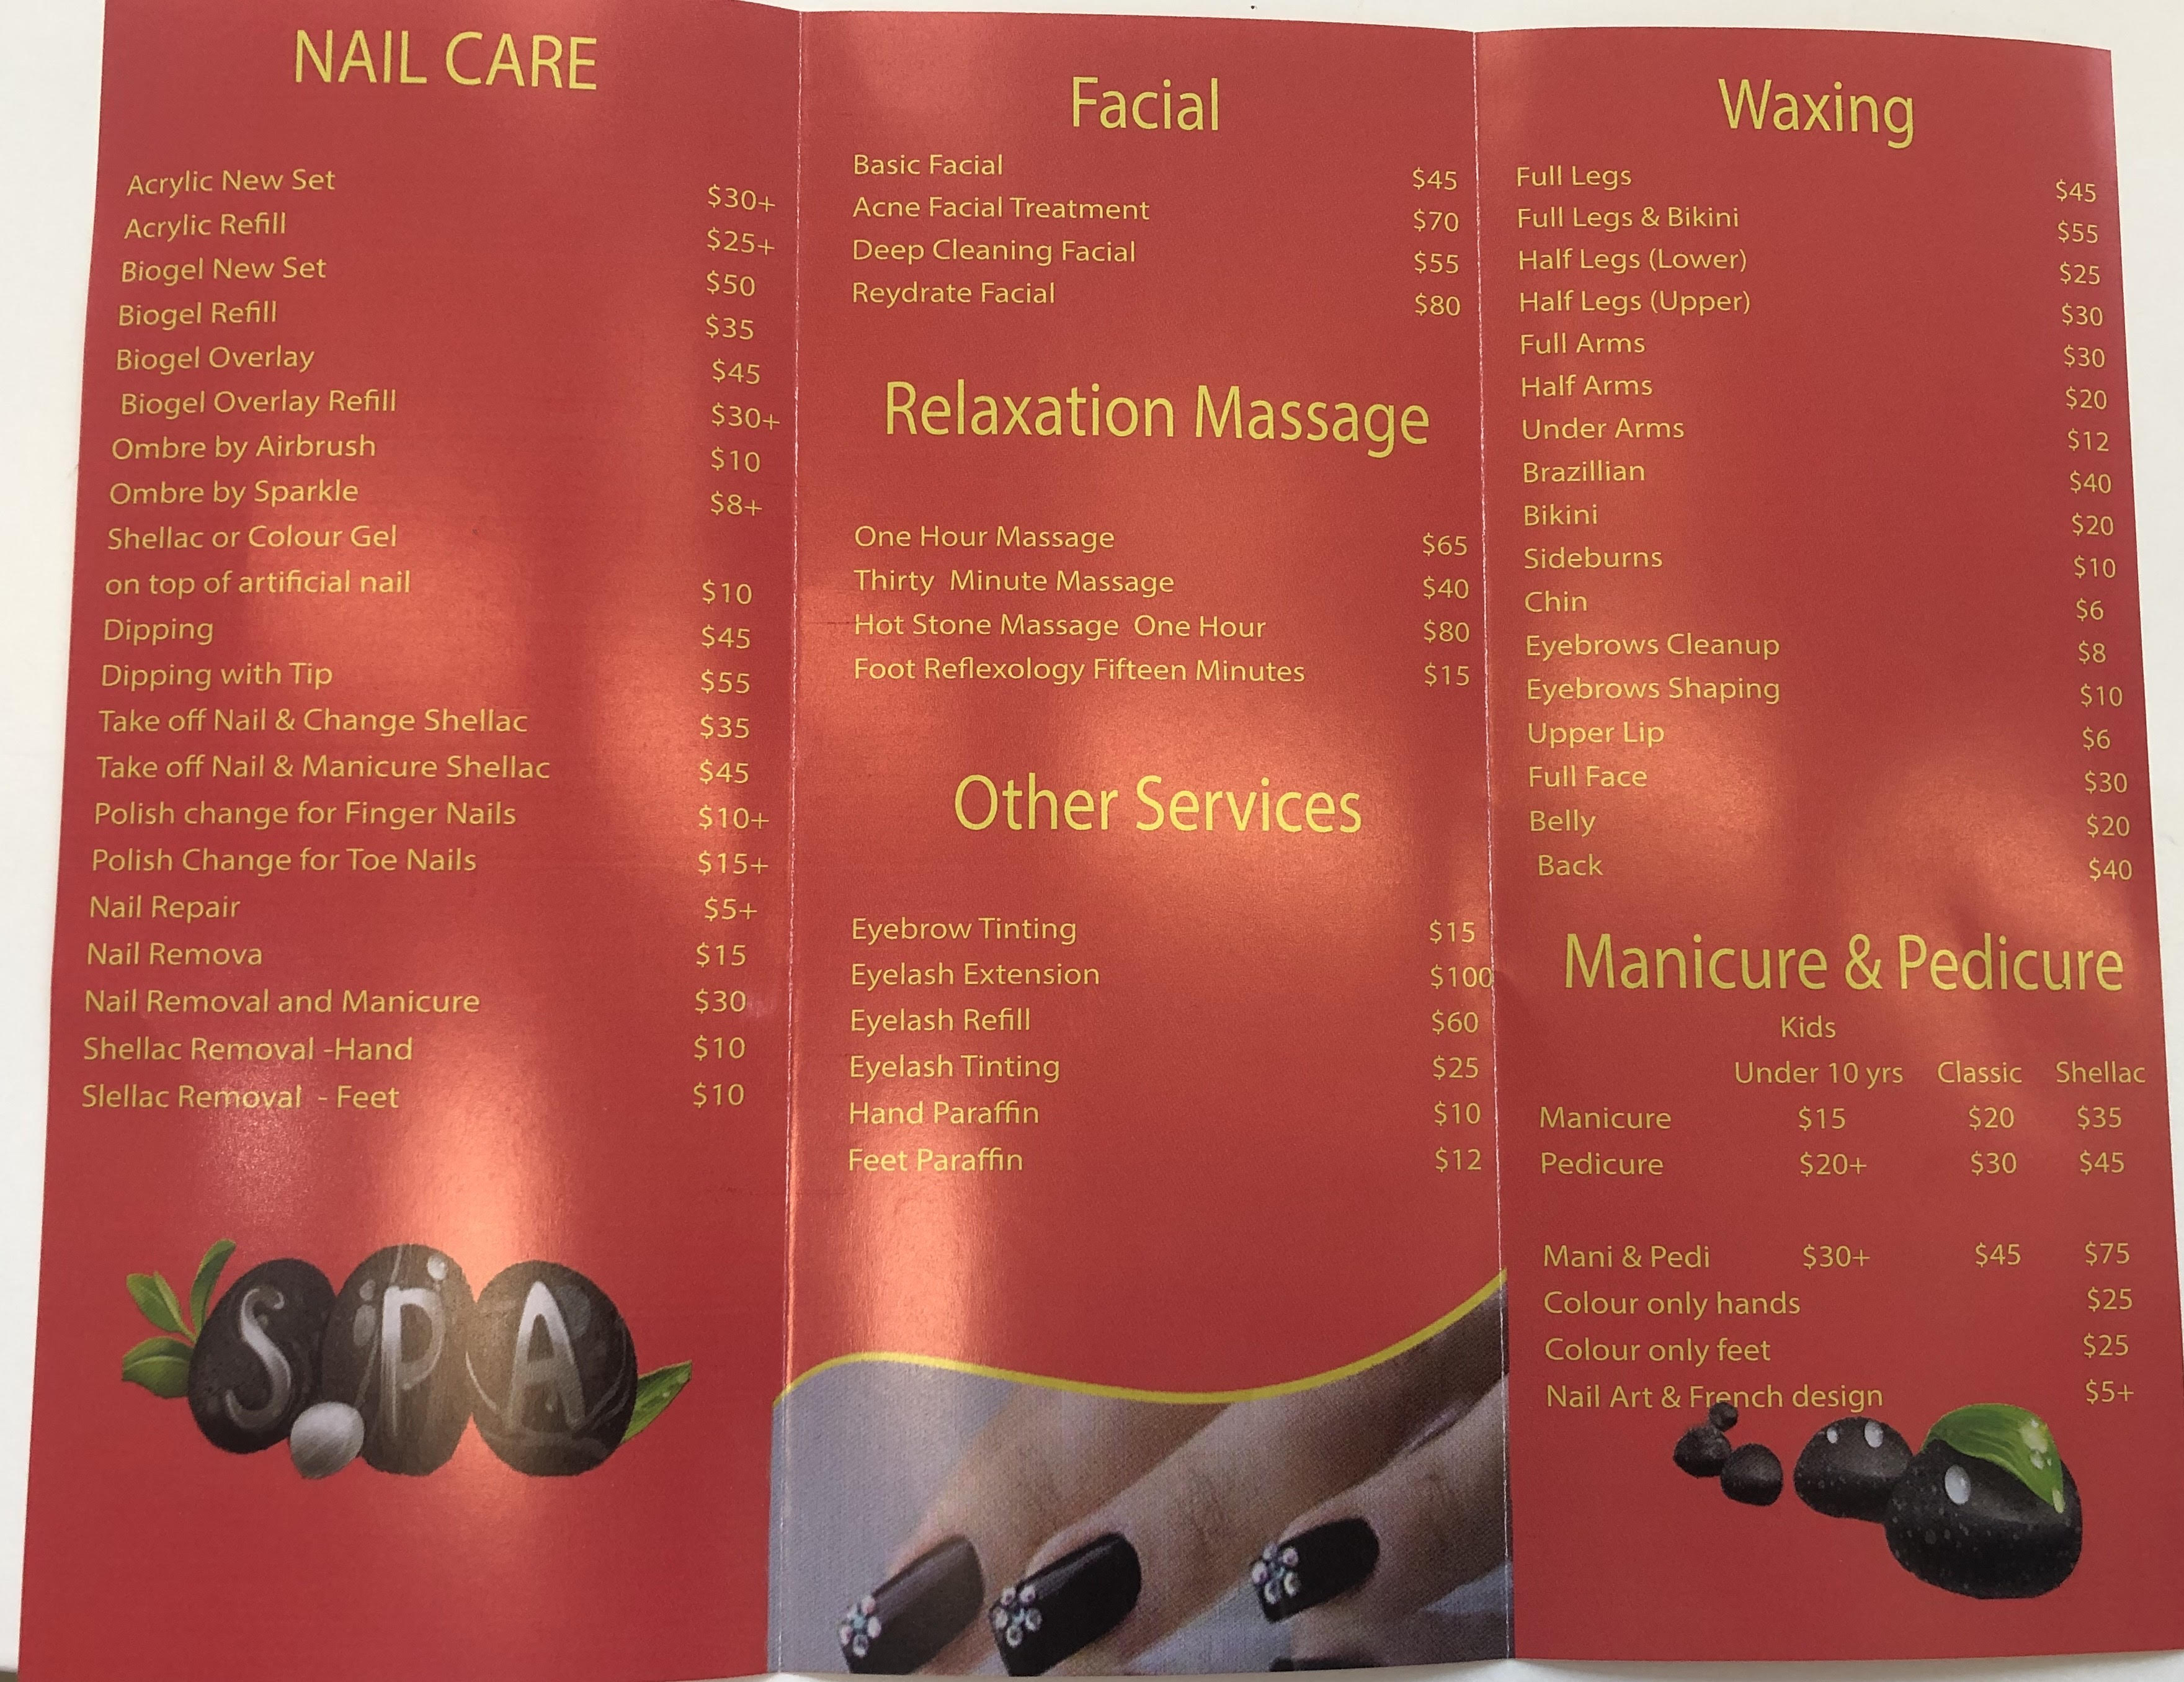 NAIL CARE
Acrylic New Set $30+
Acrylic Refill $25+
Biogel New Set $50
Biogel Refill $35
Biogel Overlay $45
Biogel Overlay Refill $30+
Ombre by Airbrush $10
Ombre by Sparkle $8+
Shellac or Colour Gel
on top of artificial nail $10
Dipping $45
Dipping with Tip $55
Take off Nail & Change Shellac $35
Take off Nail & Manicure Shellac $45
Polish change for Finger Nails $10+
Polish Change for Toe Nails $15+
Nail Repair $5+
Nail Remova $15
Nail Removal and Manicure $30
Shellac Removal -Hand $10
Slellac Removal - Feet $10
SPA
Facial
Basic Facial $45
Acne Facial Treatment $70
Deep Cleaning Facial $55
Reydrate Facial $80
Relaxation Massage
One Hour Massage $65
Thirty Minute Massage $40
Hot Stone Massage One Hour $80
Foot Reflexology Fifteen Minutes $15
Other Services
Eyebrow Tinting $15
Eyelash Extension $100
Eyelash Refill $60
Eyelash Tinting $25
Hand Paraffin $10
Feet Paraffin $12
Waxing
Full Legs $45
Full Legs & Bikini $55
Half Legs (Lower) $25
Half Legs (Upper) $30
Full Arms $30
Half Arms $20
Under Arms $12
Brazillian $40
Bikini $20
Sideburns $10
Chin $6
Eyebrows Cleanup $8
Eyebrows Shaping $10
Upper Lip $6
Full Face $30
Belly $20
Back $40
Manicure & Pedicure
Kids
Under 10 yrs Classic Shellac
Manicure $15 $20 $35
Pedicure $20+ $30 $45
Mani & Pedi $30+ $45 $75
Colour only hands $25
Colour only feet $25
Nail Art & French design $5+